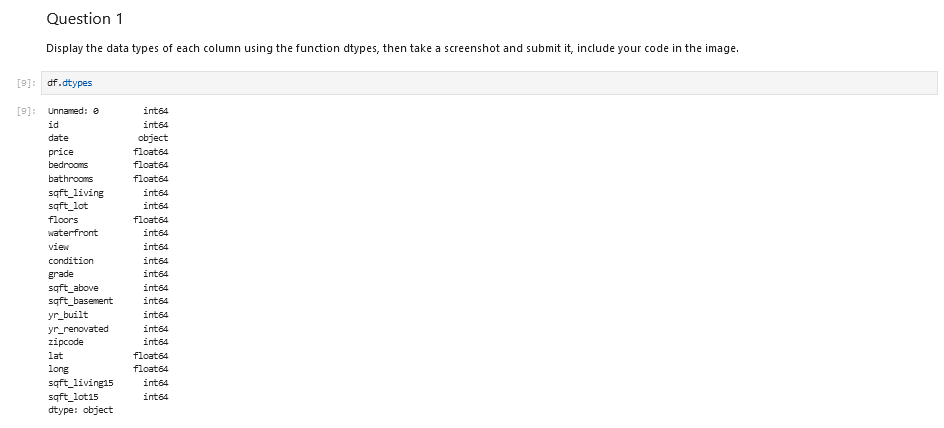 Question 1
Display the data types of each column using the function dtypes, then take a screenshot and submit it, include your code in the image.
[9]: df.dtypes
[9]: Unnamed: 0 int64
id int64
date object
price float64
bedrooms float64
bathrooms float64
sqft_living int64
sqft_lot int64
floors float64
waterfront int64
view int64
condition int64
grade int64
sqft_above int64
sqft_basement int64
yr_built int64
yr_renovated int64
zipcode int64
lat float64
long float64
sqft_living15 int64
sqft_lot15 int64
dtype: object